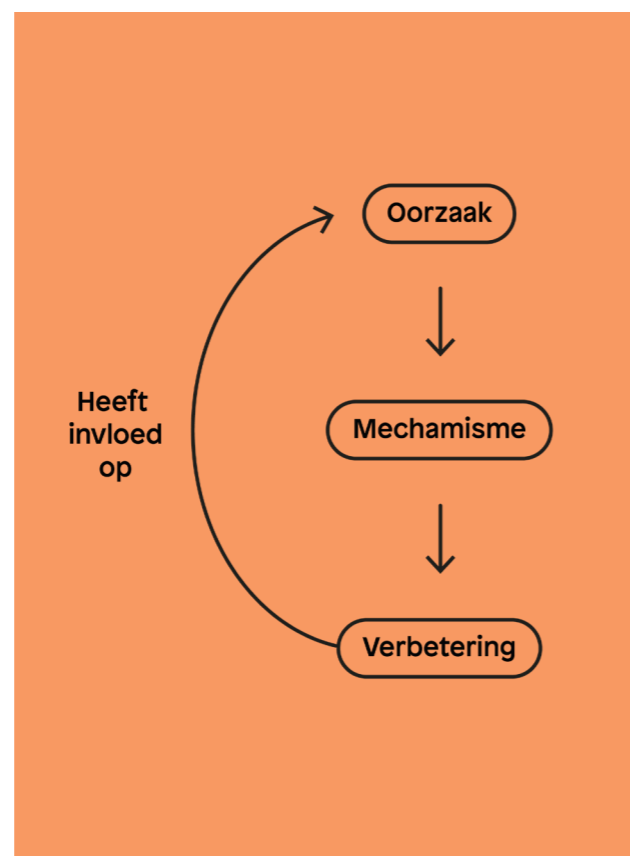 Oorzaak
Heeft
invloed
op
Mechamisme
Verbetering